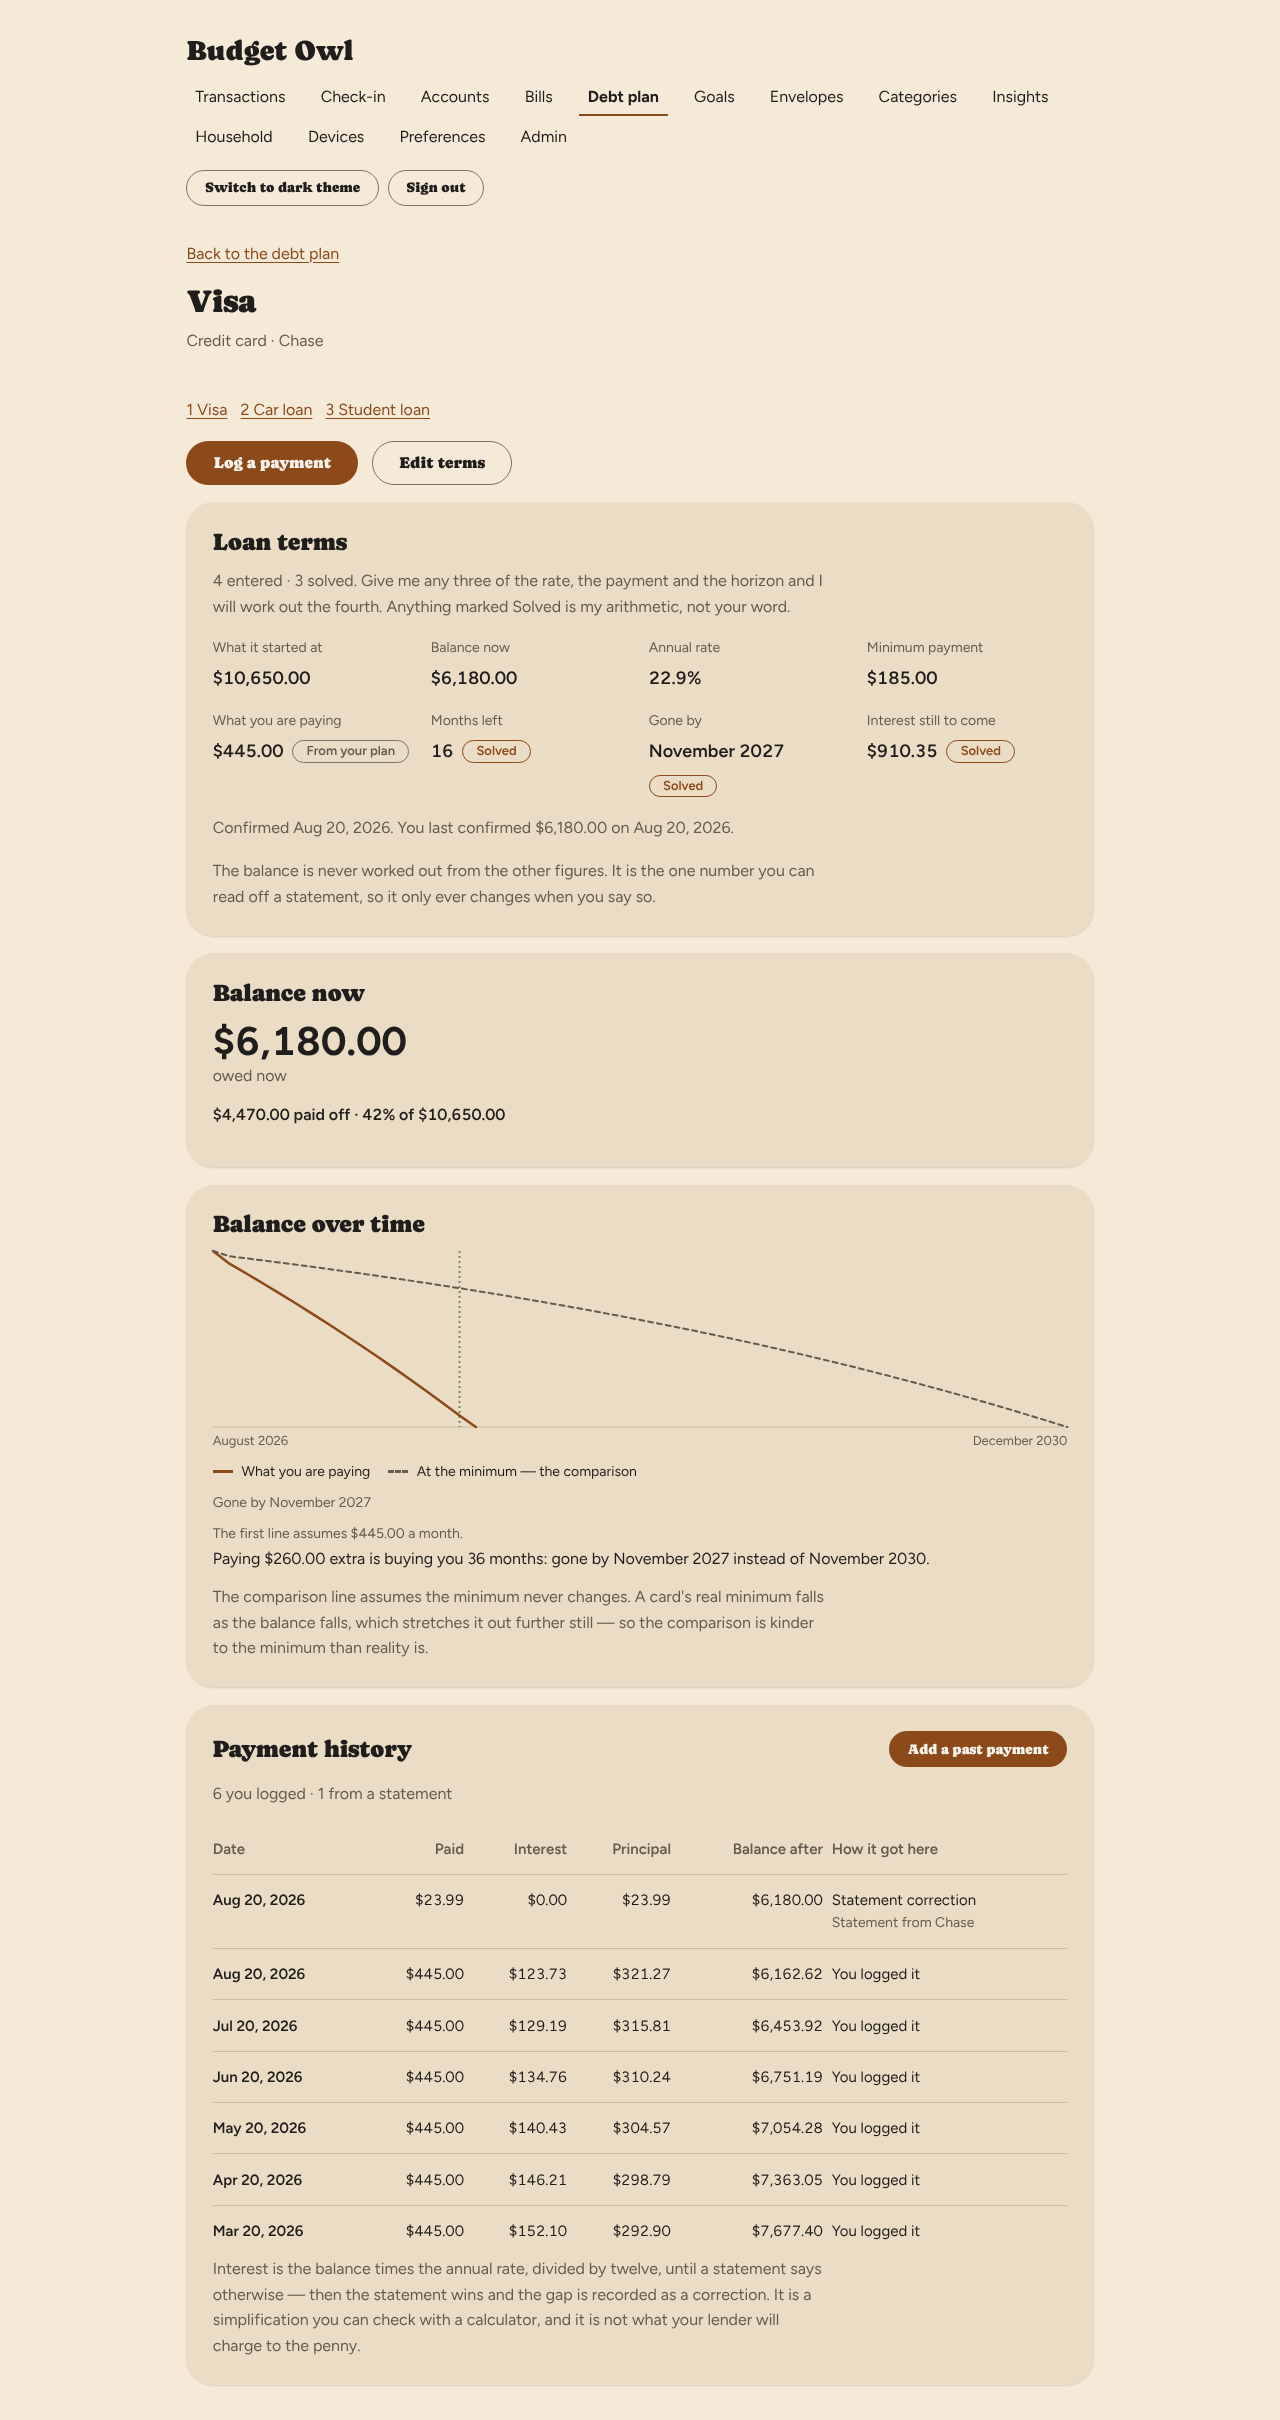 Budget Owl
Transactions Check-in Accounts Bills Debt plan Goals Envelopes Categories Insights
Household Devices Preferences Admin
Switch to dark theme Sign out
Back to the debt plan
Visa
Credit card · Chase
1 Visa 2 Car loan 3 Student loan
Log a payment Edit terms
Loan terms
4 entered · 3 solved. Give me any three of the rate, the payment and the horizon and I
will work out the fourth. Anything marked Solved is my arithmetic, not your word.
What it started at Balance now Annual rate Minimum payment
$10,650.00 $6,180.00 22.9% $185.00
What you are paying Months left Gone by Interest still to come
$445.00 From your plan 16 Solved November 2027 $910.35 Solved
Solved
Confirmed Aug 20, 2026. You last confirmed $6,180.00 on Aug 20, 2026.
The balance is never worked out from the other figures. It is the one number you can
read off a statement, so it only ever changes when you say so.
Balance now
$6,180.00
owed now
$4,470.00 paid off · 42% of $10,650.00
Balance over time
August 2026 December 2030
What you are paying At the minimum — the comparison
Gone by November 2027
The first line assumes $445.00 a month.
Paying $260.00 extra is buying you 36 months: gone by November 2027 instead of November 2030.
The comparison line assumes the minimum never changes. A card's real minimum falls
as the balance falls, which stretches it out further still — so the comparison is kinder
to the minimum than reality is.
Payment history Add a past payment
6 you logged · 1 from a statement
Date Paid Interest Principal Balance after How it got here
Aug 20, 2026 $23.99 $0.00 $23.99 $6,180.00 Statement correction
Statement from Chase
Aug 20, 2026 $445.00 $123.73 $321.27 $6,162.62 You logged it
Jul 20, 2026 $445.00 $129.19 $315.81 $6,453.92 You logged it
Jun 20, 2026 $445.00 $134.76 $310.24 $6,751.19 You logged it
May 20, 2026 $445.00 $140.43 $304.57 $7,054.28 You logged it
Apr 20, 2026 $445.00 $146.21 $298.79 $7,363.05 You logged it
Mar 20, 2026 $445.00 $152.10 $292.90 $7,677.40 You logged it
Interest is the balance times the annual rate, divided by twelve, until a statement says
otherwise — then the statement wins and the gap is recorded as a correction. It is a
simplification you can check with a calculator, and it is not what your lender will
charge to the penny.